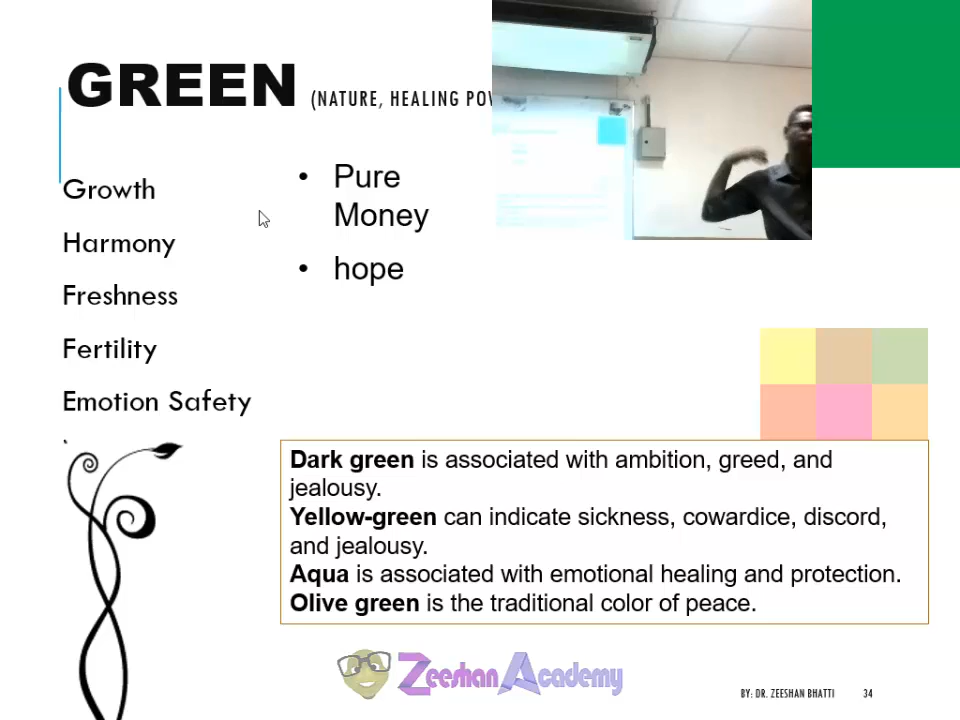 GREEN (NATURE, HEALING
Growth
Harmony
Freshness
Fertility
Emotion Safety
• Pure
Money
• hope
Dark green is associated with ambition, greed, and
jealousy.
Yellow-green can indicate sickness, cowardice, discord,
and jealousy.
Aqua is associated with emotional healing and protection.
Olive green is the traditional color of peace.
Zeeshan Academy
BY: DR. ZEESHAN BHATTI 34